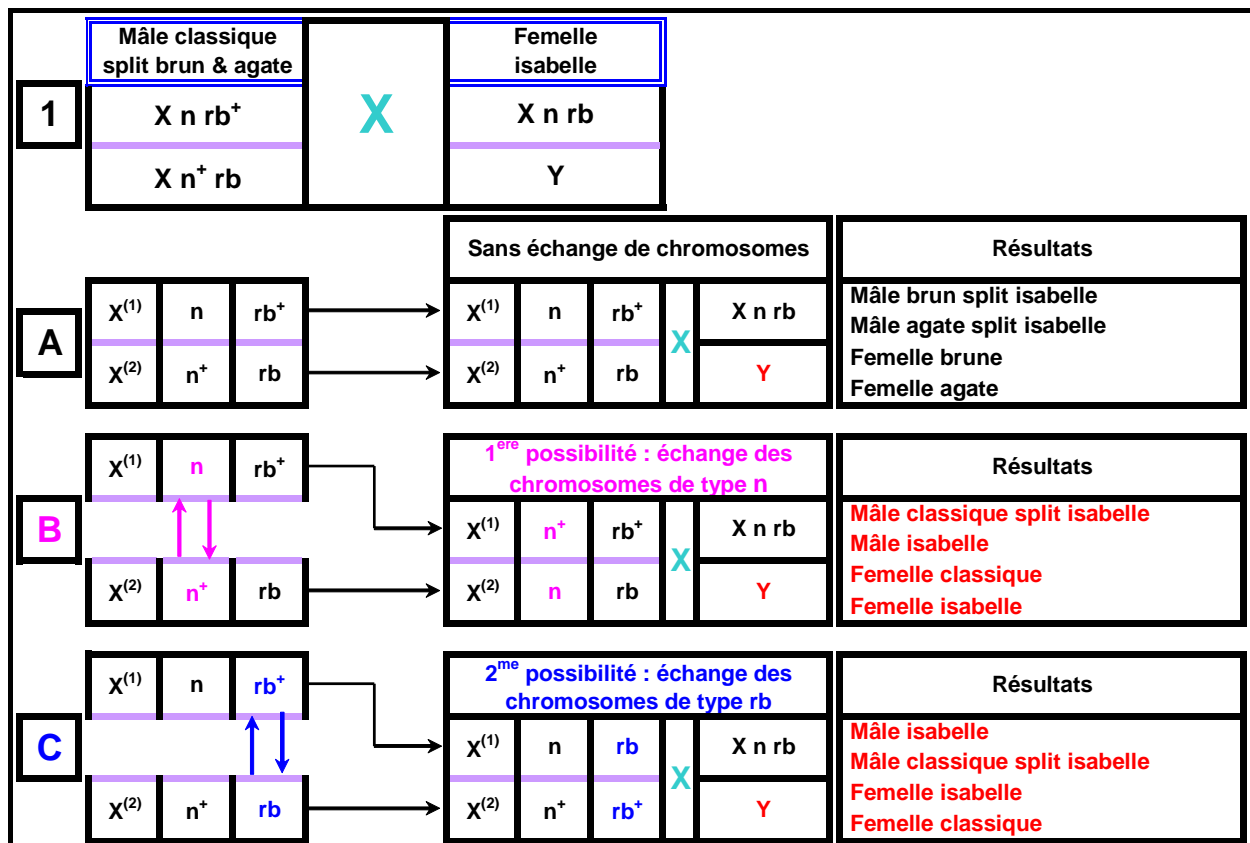 Mâle classique
split brun & agate
Femelle
isabelle
1
X n rb⁺
X
X n rb
X n⁺ rb
Y
Sans échange de chromosomes
Résultats
A
X⁽¹⁾ n rb⁺
X⁽¹⁾ n rb⁺
X
X n rb
X⁽²⁾ n⁺ rb
X⁽²⁾ n⁺ rb
Y
Mâle brun split isabelle
Mâle agate split isabelle
Femelle brune
Femelle agate
B
X⁽¹⁾ n rb⁺
X⁽²⁾ n⁺ rb
1ere possibilité : échange des
chromosomes de type n
X⁽¹⁾ n⁺ rb⁺
X
X n rb
X⁽²⁾ n rb
Y
Résultats
Mâle classique split isabelle
Mâle isabelle
Femelle classique
Femelle isabelle
C
X⁽¹⁾ n rb⁺
X⁽²⁾ n⁺ rb
2me possibilité : échange des
chromosomes de type rb
X⁽¹⁾ n rb
X
X n rb
X⁽²⁾ n⁺ rb⁺
Y
Résultats
Mâle isabelle
Mâle classique split isabelle
Femelle isabelle
Femelle classique